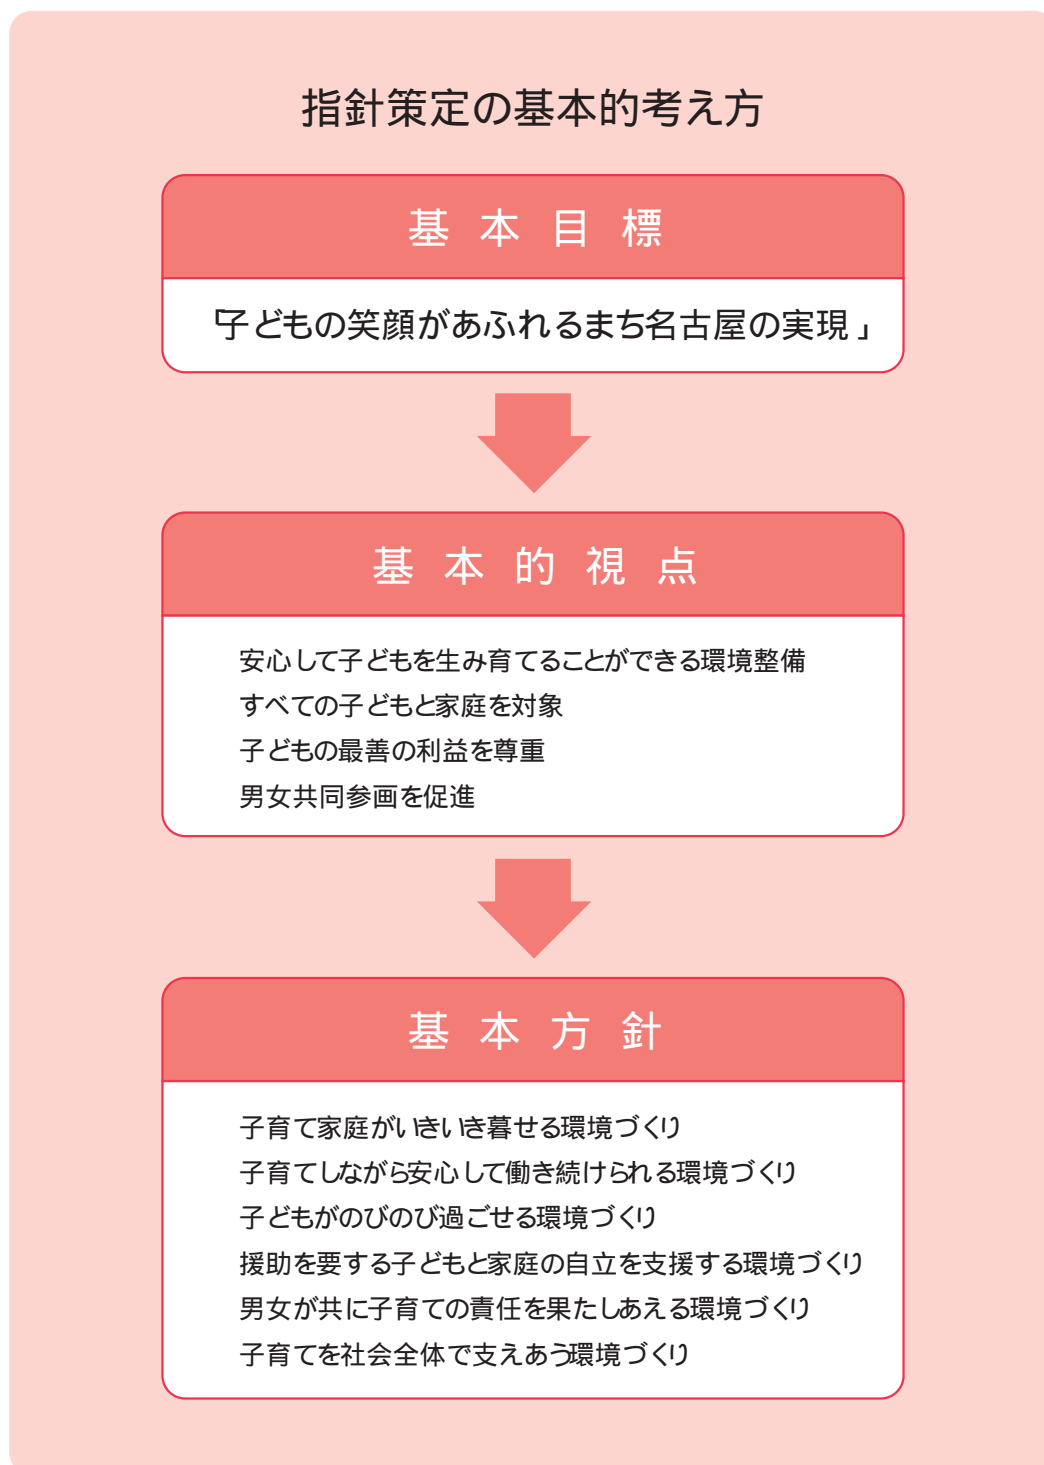 指針策定の基本的考え方
基本目標
「子どもの笑顔があふれるまち名古屋の実現」
基本的視点
安心して子どもを生み育てることができる環境整備
すべての子どもと家庭を対象
子どもの最善の利益を尊重
男女共同参画を促進
基本方針
子育て家庭がいきいき暮せる環境づくり
子育てしながら安心して働き続けられる環境づくり
子どもがのびのび過ごせる環境づくり
援助を要する子どもと家庭の自立を支援する環境づくり
男女が共に子育ての責任を果たしあえる環境づくり
子育てを社会全体で支えあう環境づくり